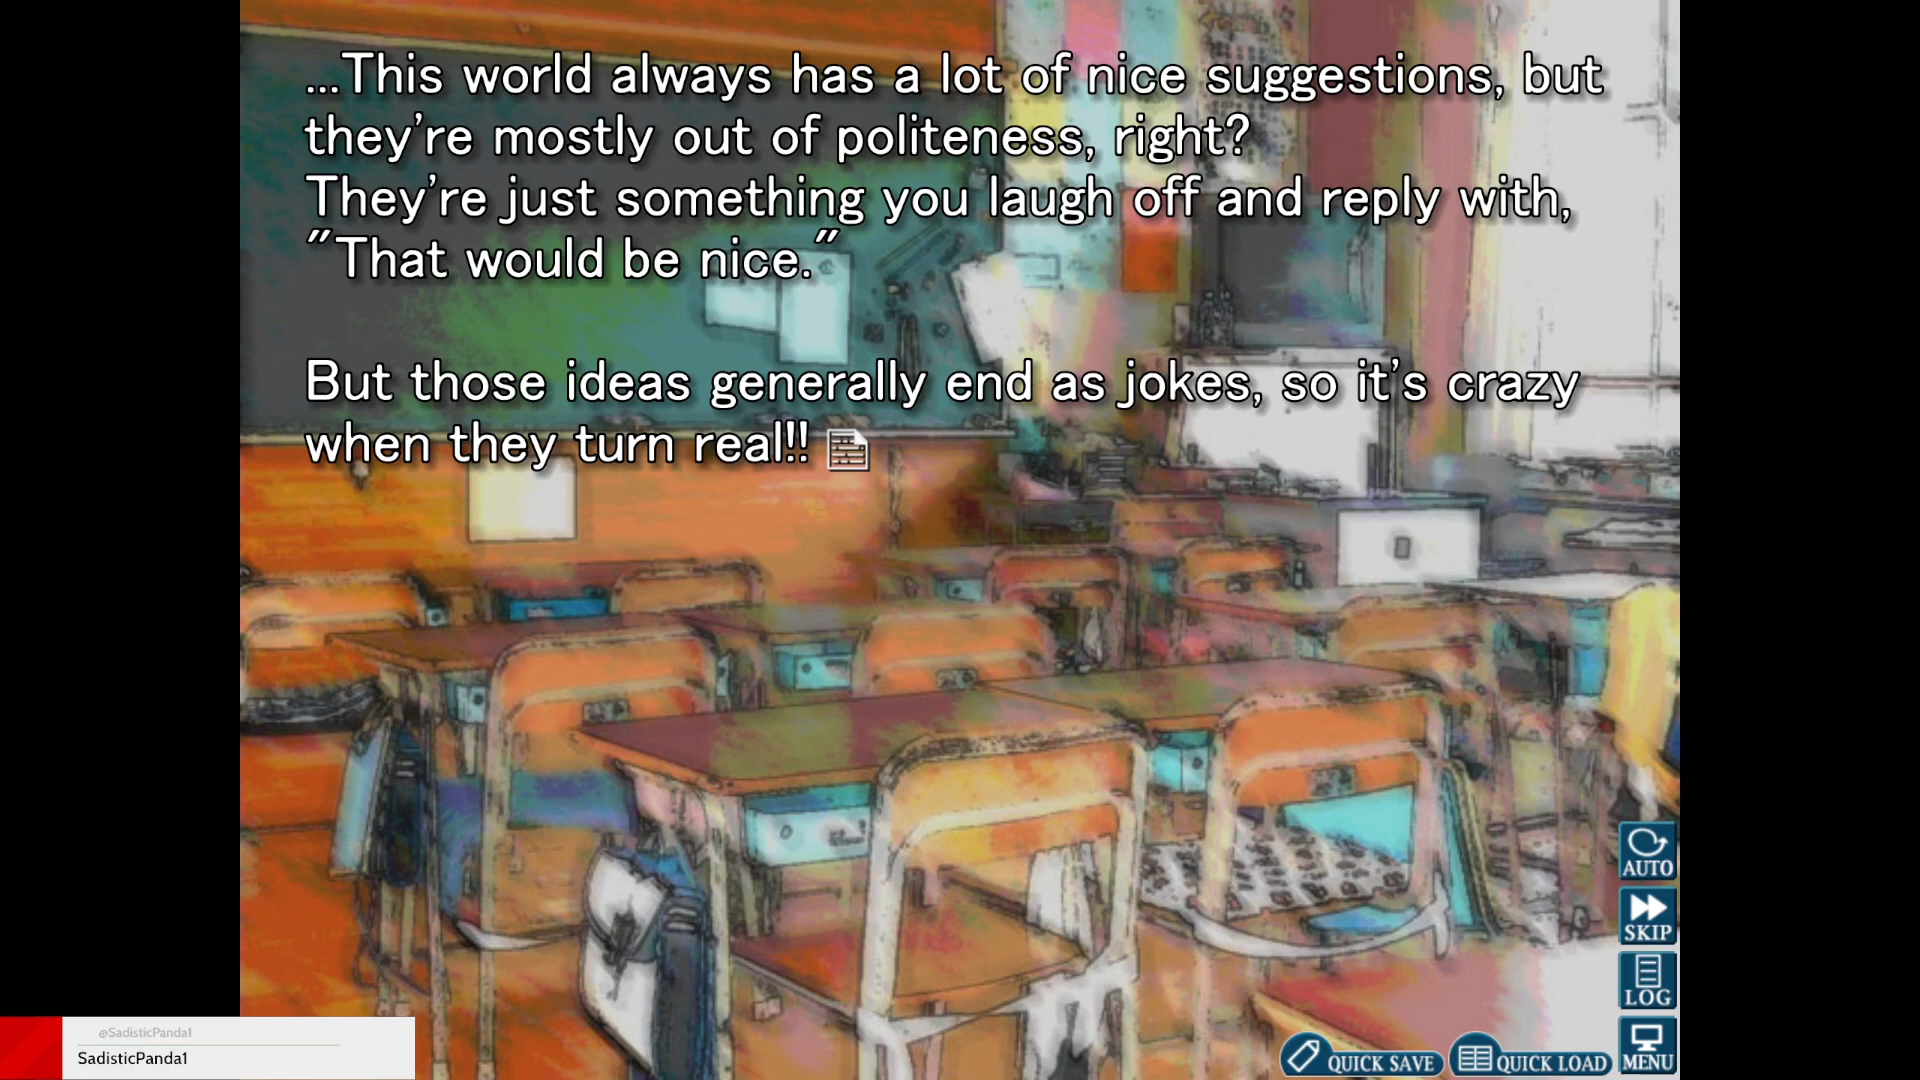 ...This world always has a lot of nice suggestions, but
they're mostly out of politeness, right?
They're just something you laugh off and reply with,
"That would be nice."
But those ideas generally end as jokes, so it's crazy
when they turn real!!
AUTO
SKIP
LOG
MENU
QUICK SAVE
QUICK LOAD
@SadisticPanda1
SadisticPanda1